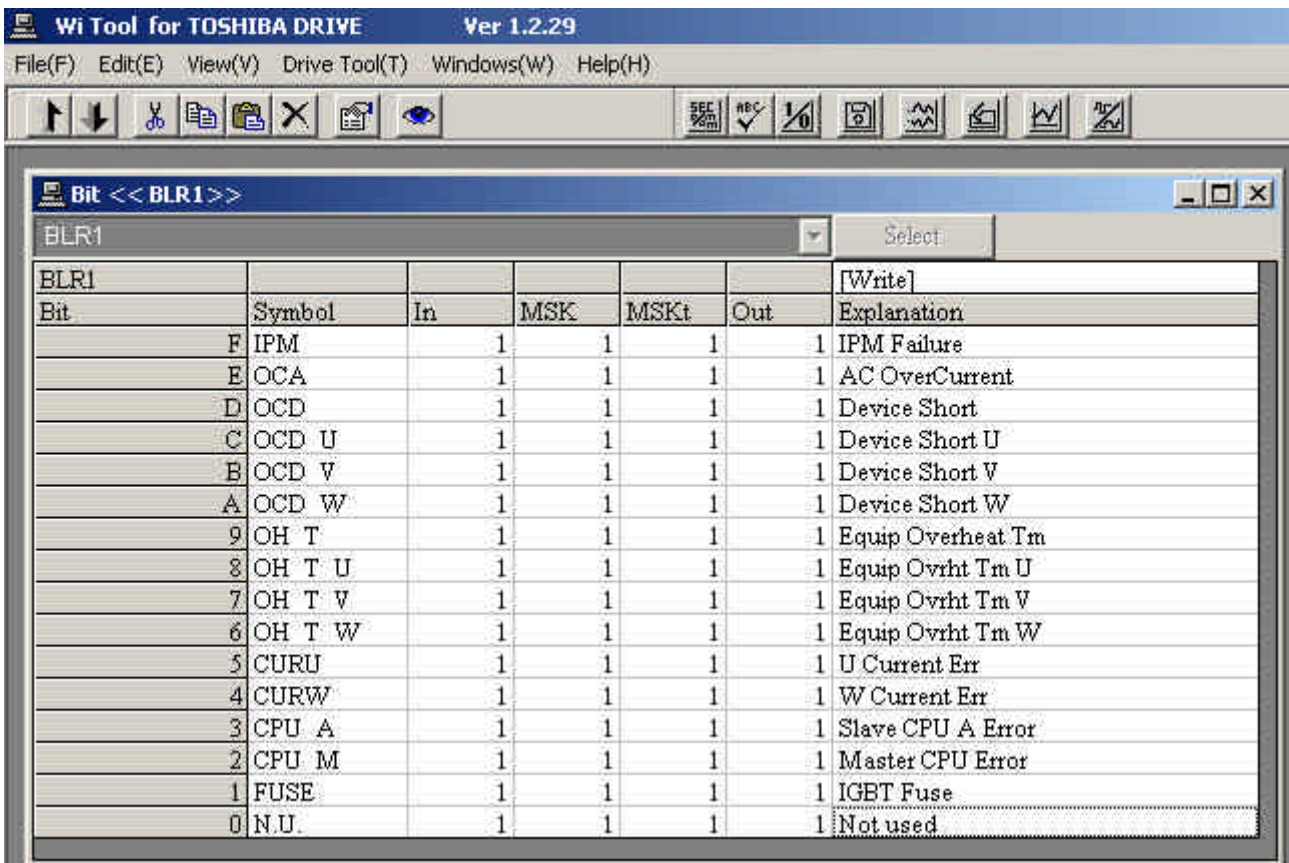 Wi Tool for TOSHIBA DRIVE Ver 1.2.29
File(F) Edit(E) View(V) Drive Tool(T) Windows(W) Help(H)
Bit <<BLR1>>
BLR1 Select
BLR1 [Write]
Bit Symbol In MSK MSKt Out Explanation
F IPM 1 1 1 1 IPM Failure
E OCA 1 1 1 1 AC OverCurrent
D OCD 1 1 1 1 Device Short
C OCD U 1 1 1 1 Device Short U
B OCD V 1 1 1 1 Device Short V
A OCD W 1 1 1 1 Device Short W
9 OH T 1 1 1 1 Equip Overheat Tm
8 OH T U 1 1 1 1 Equip Ovrht Tm U
7 OH T V 1 1 1 1 Equip Ovrht Tm V
6 OH T W 1 1 1 1 Equip Ovrht Tm W
5 CURU 1 1 1 1 U Current Err
4 CURW 1 1 1 1 W Current Err
3 CPU A 1 1 1 1 Slave CPU A Error
2 CPU M 1 1 1 1 Master CPU Error
1 FUSE 1 1 1 1 IGBT Fuse
0 N.U. 1 1 1 1 Not used